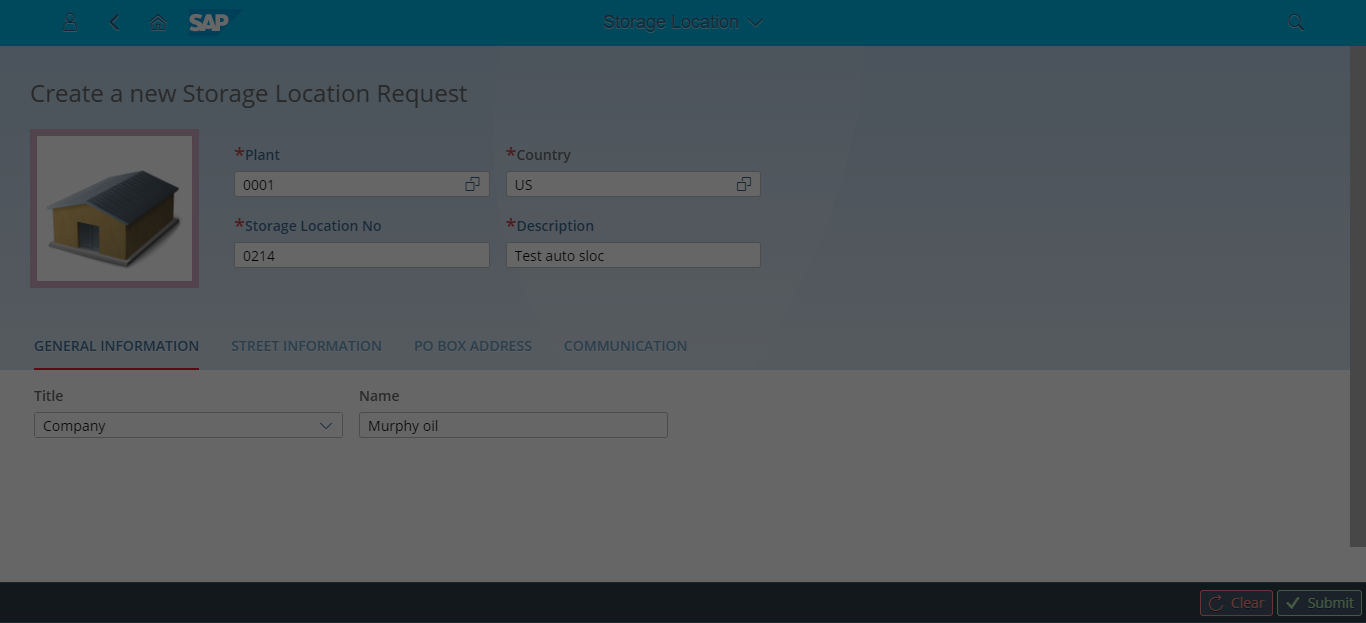 SAP
Storage Location
Create a new Storage Location Request
*Plant
*Country
0001
US
*Storage Location No
*Description
0214
Test auto sloc
GENERAL INFORMATION
STREET INFORMATION
PO BOX ADDRESS
COMMUNICATION
Title
Name
Company
Murphy oil
Clear
Submit